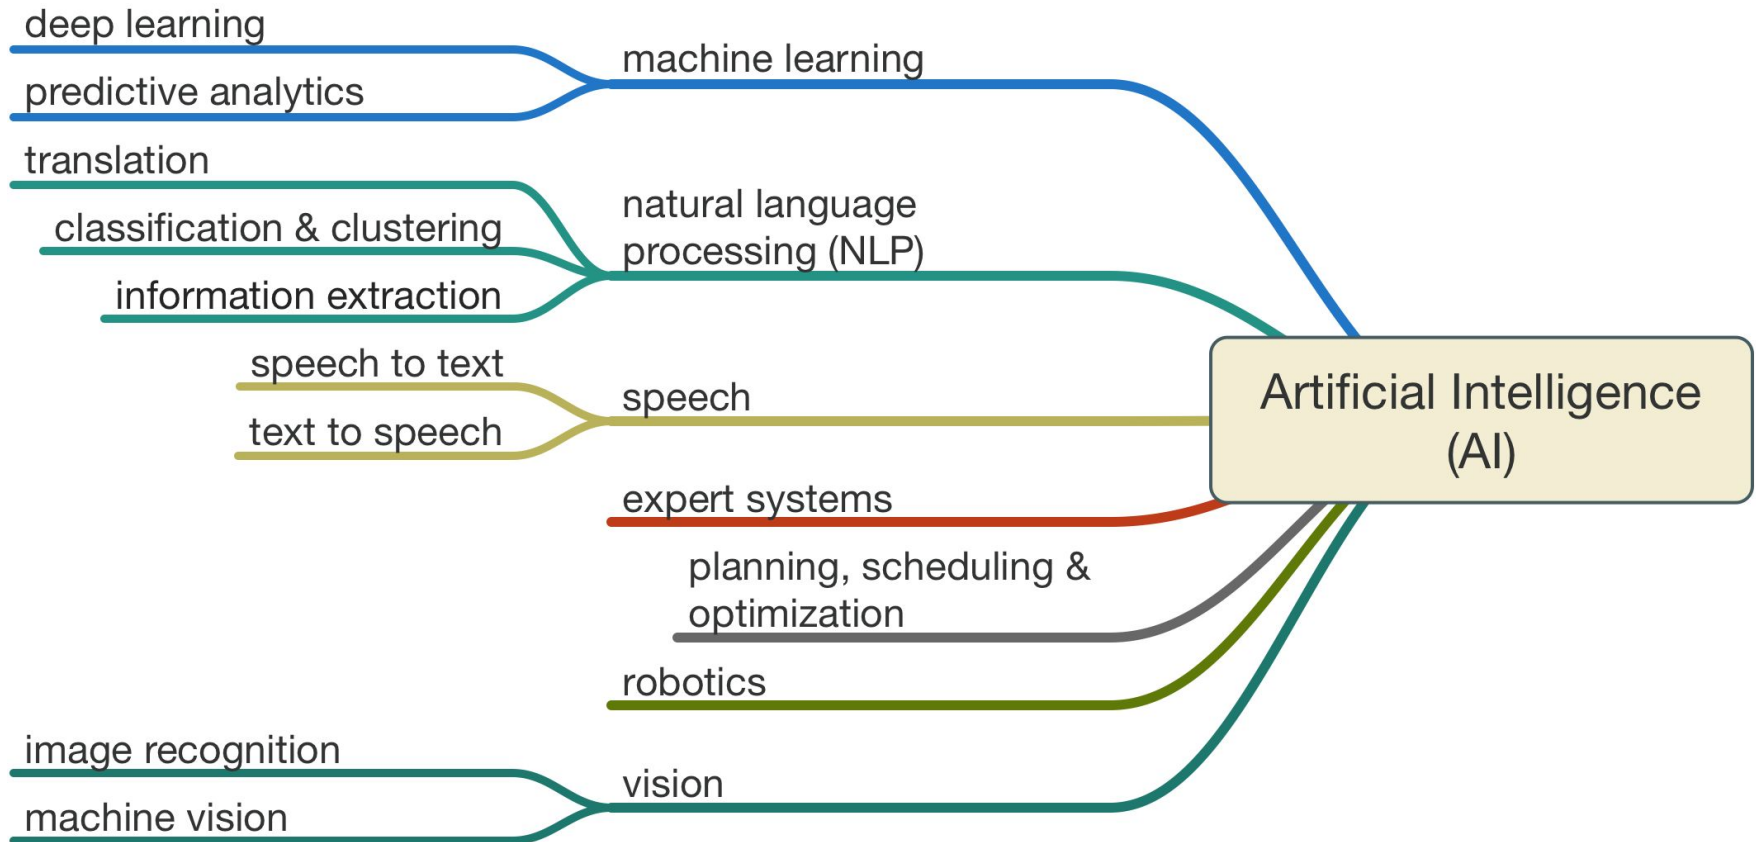 deep learning
predictive analytics
machine learning
translation
classification & clustering
information extraction
natural language
processing (NLP)
speech to text
text to speech
speech
expert systems
planning, scheduling &
optimization
robotics
image recognition
machine vision
vision
Artificial Intelligence
(AI)